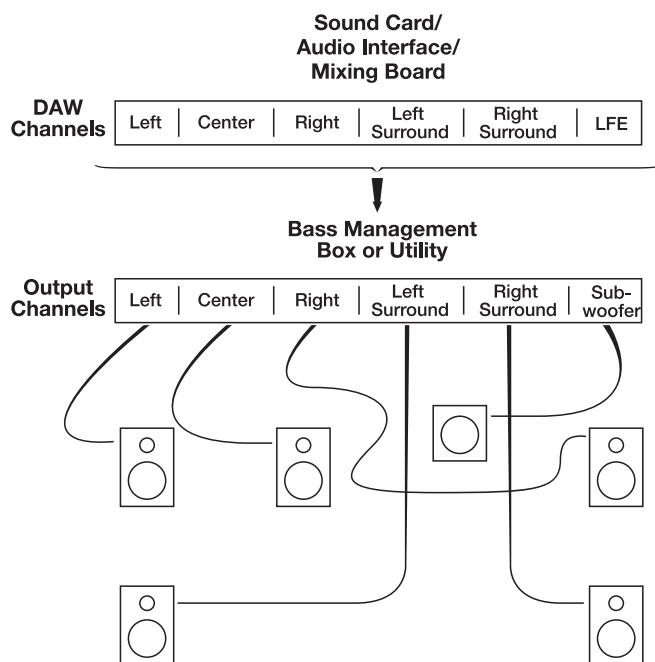 Sound Card/
Audio Interface/
Mixing Board
DAW
Channels
Left
Center
Right
Left
Surround
Right
Surround
LFE
Bass Management
Box or Utility
Output
Channels
Left
Center
Right
Left
Surround
Right
Surround
Sub-
woofer